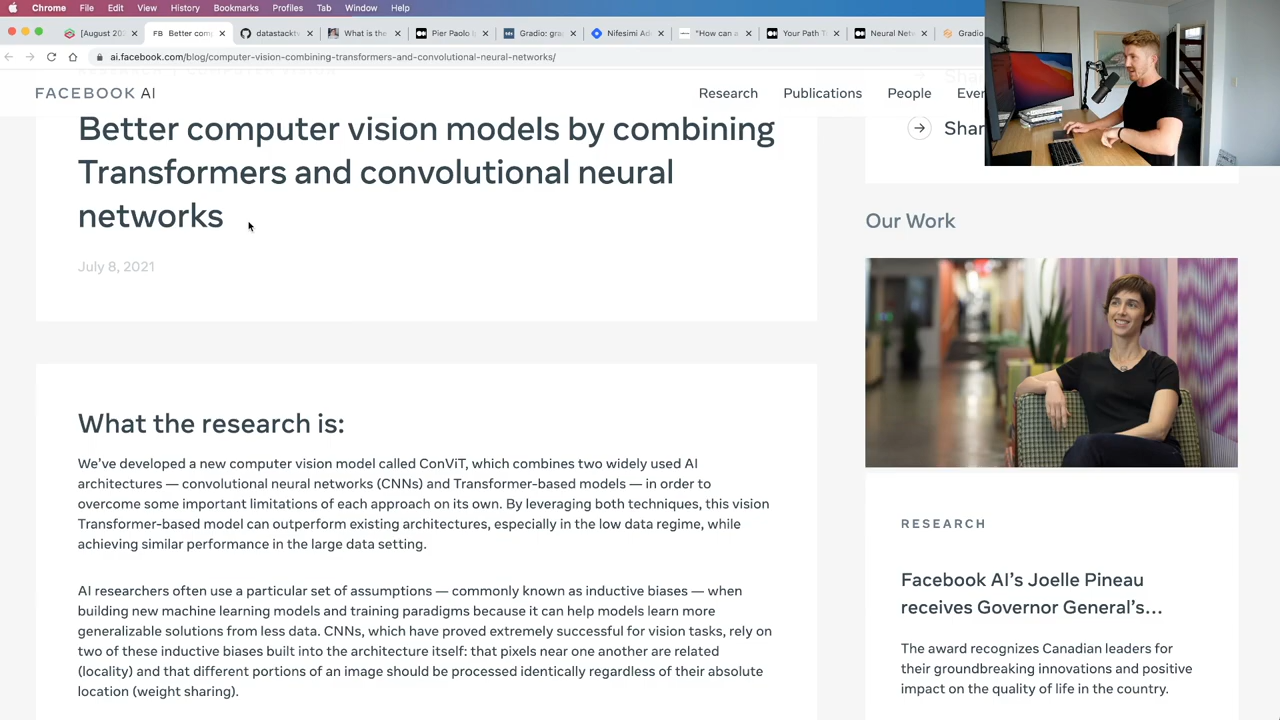 Chrome File Edit View History Bookmarks Profiles Tab Window Help
[August 20 FB Better com datastackt What is the Pier Paolo I Gradio: gra Nifesimi Ad "How can a Your Path T Neural Net Gradio
ai.facebook.com/blog/computer-vision-combining-transformers-and-convolutional-neural-networks/
FACEBOOK AI Research Publications People Even
Shar
Better computer vision models by combining
Transformers and convolutional neural
networks
Shar
July 8, 2021
Our Work
What the research is:
We've developed a new computer vision model called ConViT, which combines two widely used AI
architectures — convolutional neural networks (CNNs) and Transformer-based models — in order to
overcome some important limitations of each approach on its own. By leveraging both techniques, this vision
Transformer-based model can outperform existing architectures, especially in the low data regime, while
achieving similar performance in the large data setting.
AI researchers often use a particular set of assumptions — commonly known as inductive biases — when
building new machine learning models and training paradigms because it can help models learn more
generalizable solutions from less data. CNNs, which have proved extremely successful for vision tasks, rely on
two of these inductive biases built into the architecture itself: that pixels near one another are related
(locality) and that different portions of an image should be processed identically regardless of their absolute
location (weight sharing).
RESEARCH
Facebook AI's Joelle Pineau
receives Governor General's...
The award recognizes Canadian leaders for
their groundbreaking innovations and positive
impact on the quality of life in the country.